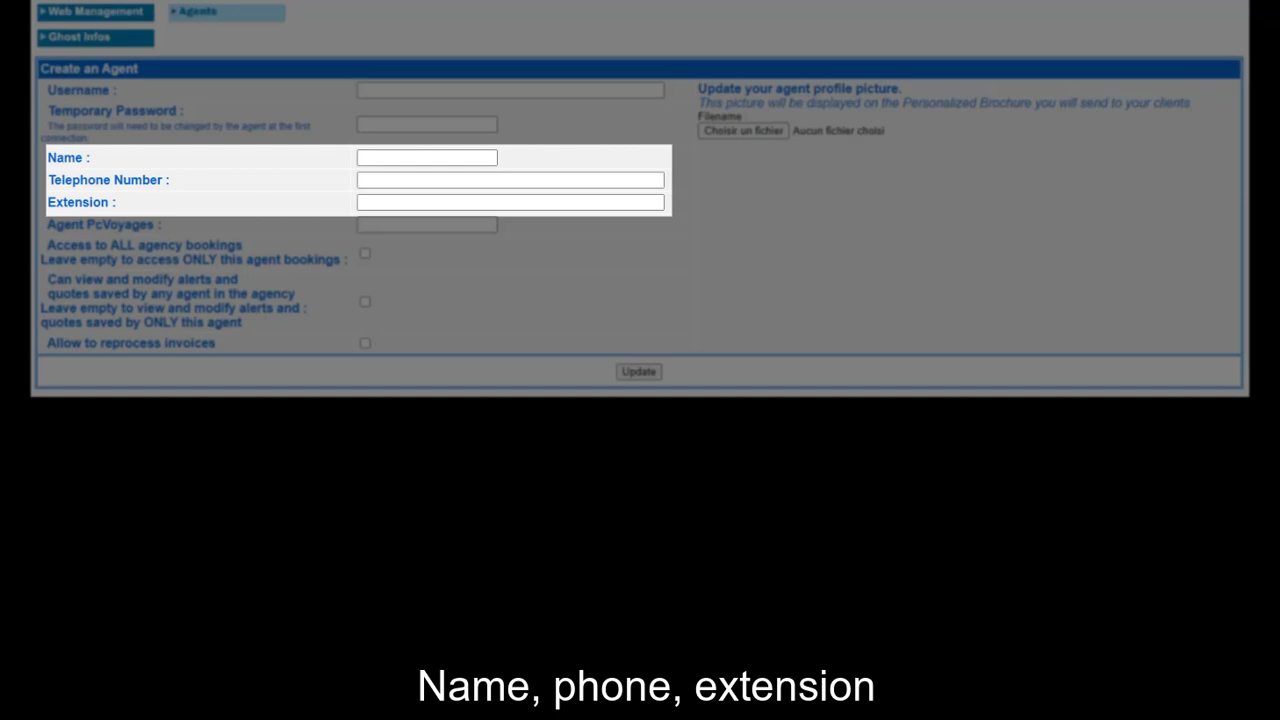 Web Management
Agents
Ghost Infos
Create an Agent
Username :
Temporary Password :
The password will need to be changed by the agent at the first
connection.
Name :
Telephone Number :
Extension :
Agent PcVoyages :
Access to ALL agency bookings
Leave empty to access ONLY this agent bookings :
Can view and modify alerts and
quotes saved by any agent in the agency
Leave empty to view and modify alerts and :
quotes saved by ONLY this agent
Allow to reprocess invoices
Update your agent profile picture.
This picture will be displayed on the Personalized Brochure you will send to your clients
Filename :
Choisir un fichier Aucun fichier choisi
Update
Name, phone, extension